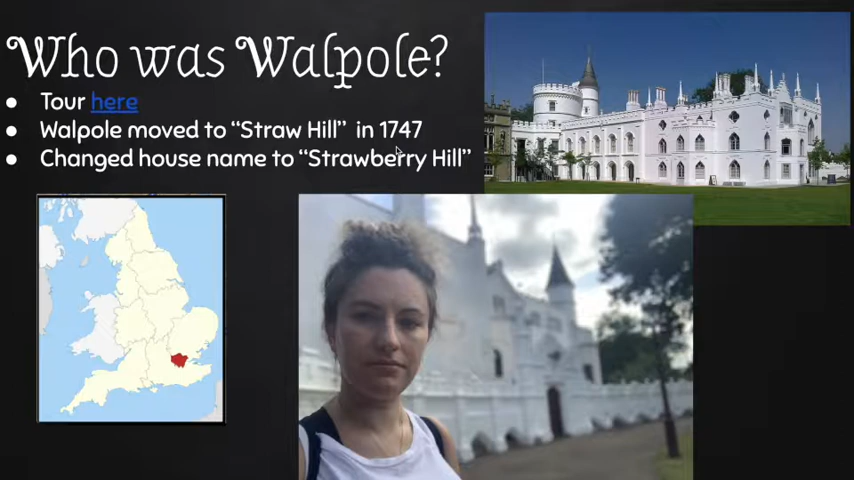 Who was Walpole?
Tour here
Walpole moved to “Straw Hill” in 1747
Changed house name to “Strawberry Hill”